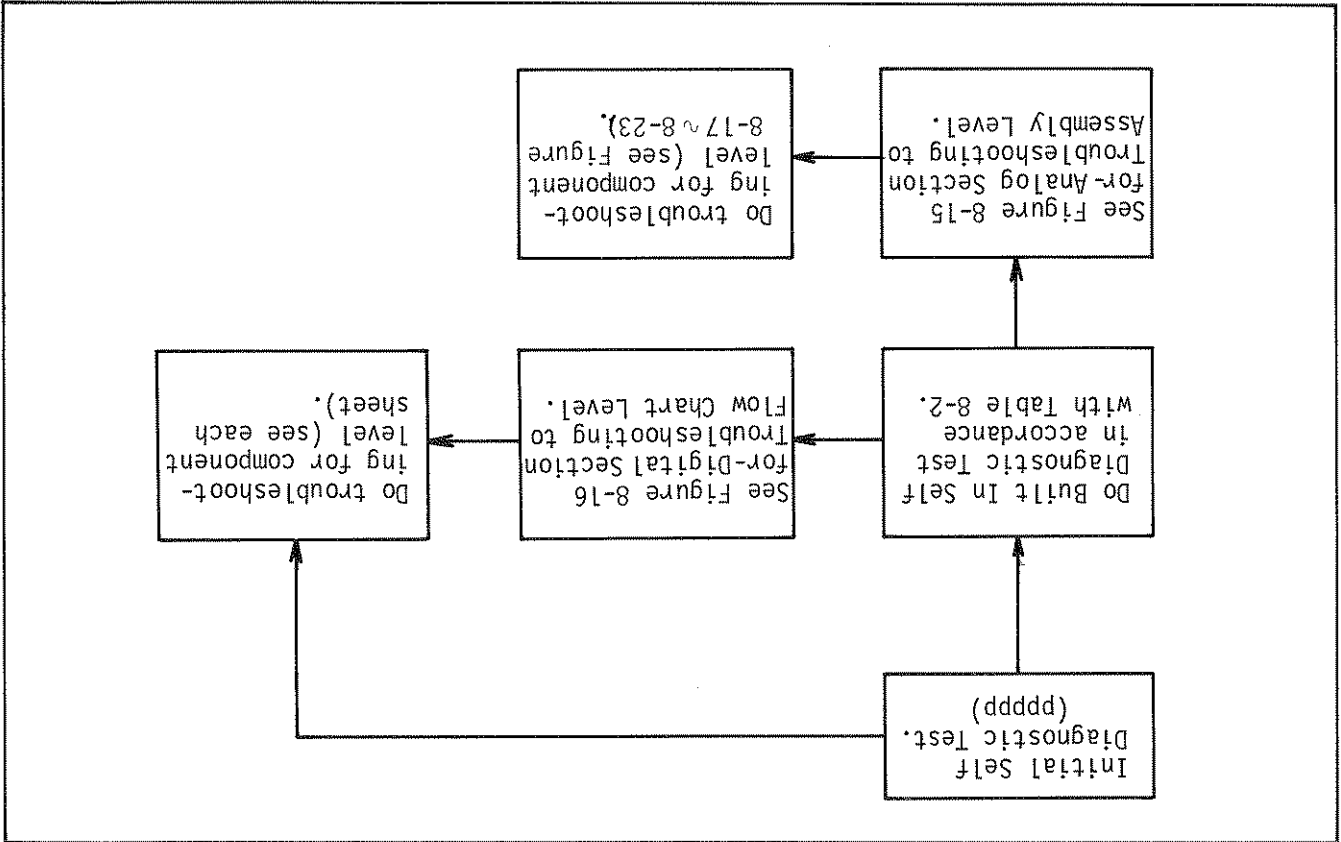 Initial Self
Diagnostic Test.
(ddddd)
Do Built In Self
Diagnostic Test
in accordance
with Table 8-2.
See Figure 8-16
for-Digital Section
Troubleshooting to
Flow Chart Level.
Do troubleshoot-
ing for component
level (see each
sheet).
See Figure 8-15
for-Analog Section
Troubleshooting to
Assembly Level.
Do troubleshoot-
ing for component
level (see Figure
8-17 ~ 8-23).